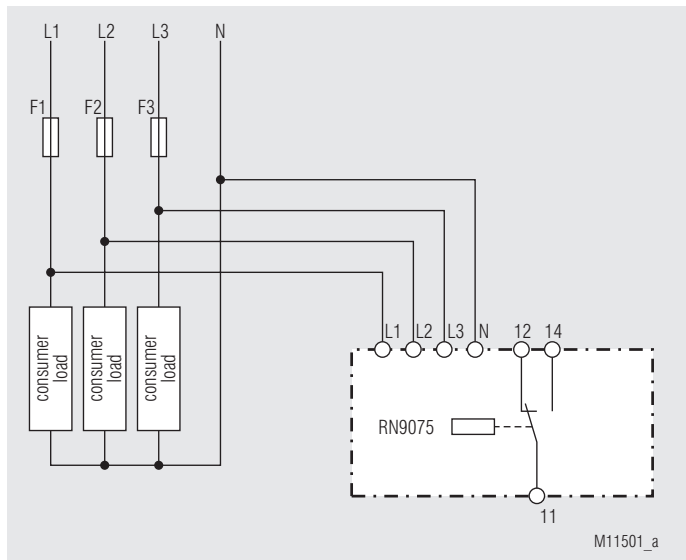 L1 L2 L3 N
F1 F2 F3
L1 L2 L3 N 12 14
consumer
load
consumer
load
consumer
load
RN9075
11
M11501_a